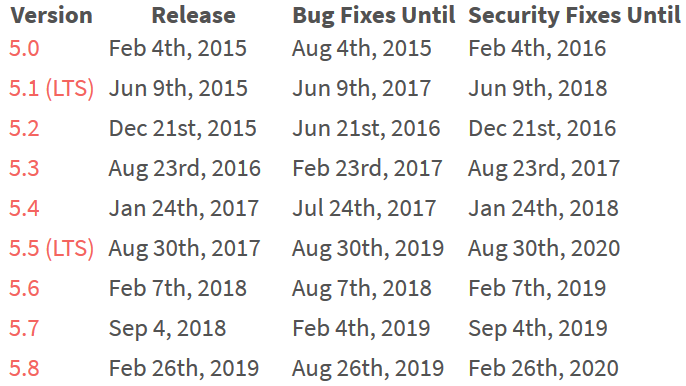 Version Release Bug Fixes Until Security Fixes Until
5.0 Feb 4th, 2015 Aug 4th, 2015 Feb 4th, 2016
5.1 (LTS) Jun 9th, 2015 Jun 9th, 2017 Jun 9th, 2018
5.2 Dec 21st, 2015 Jun 21st, 2016 Dec 21st, 2016
5.3 Aug 23rd, 2016 Feb 23rd, 2017 Aug 23rd, 2017
5.4 Jan 24th, 2017 Jul 24th, 2017 Jan 24th, 2018
5.5 (LTS) Aug 30th, 2017 Aug 30th, 2019 Aug 30th, 2020
5.6 Feb 7th, 2018 Aug 7th, 2018 Feb 7th, 2019
5.7 Sep 4, 2018 Feb 4th, 2019 Sep 4th, 2019
5.8 Feb 26th, 2019 Aug 26th, 2019 Feb 26th, 2020